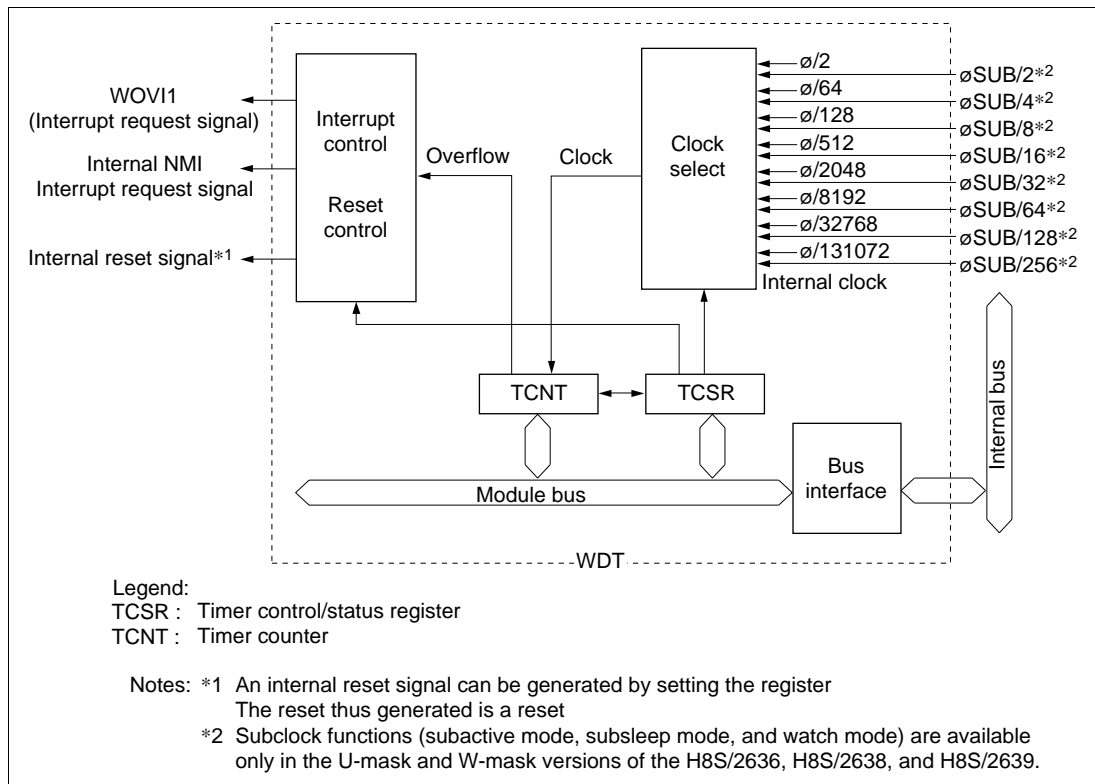 WOVI1
(Interrupt request signal)
Internal NMI
Interrupt request signal
Internal reset signal*1
Interrupt
control
Reset
control
Overflow
Clock
Clock
select
ø/2
ø/64
ø/128
ø/512
ø/2048
ø/8192
ø/32768
ø/131072
Internal clock
øSUB/2*2
øSUB/4*2
øSUB/8*2
øSUB/16*2
øSUB/32*2
øSUB/64*2
øSUB/128*2
øSUB/256*2
TCNT
TCSR
Module bus
Bus
interface
Internal bus
WDT
Legend:
TCSR : Timer control/status register
TCNT : Timer counter
Notes: *1 An internal reset signal can be generated by setting the register
The reset thus generated is a reset
*2 Subclock functions (subactive mode, subsleep mode, and watch mode) are available
only in the U-mask and W-mask versions of the H8S/2636, H8S/2638, and H8S/2639.